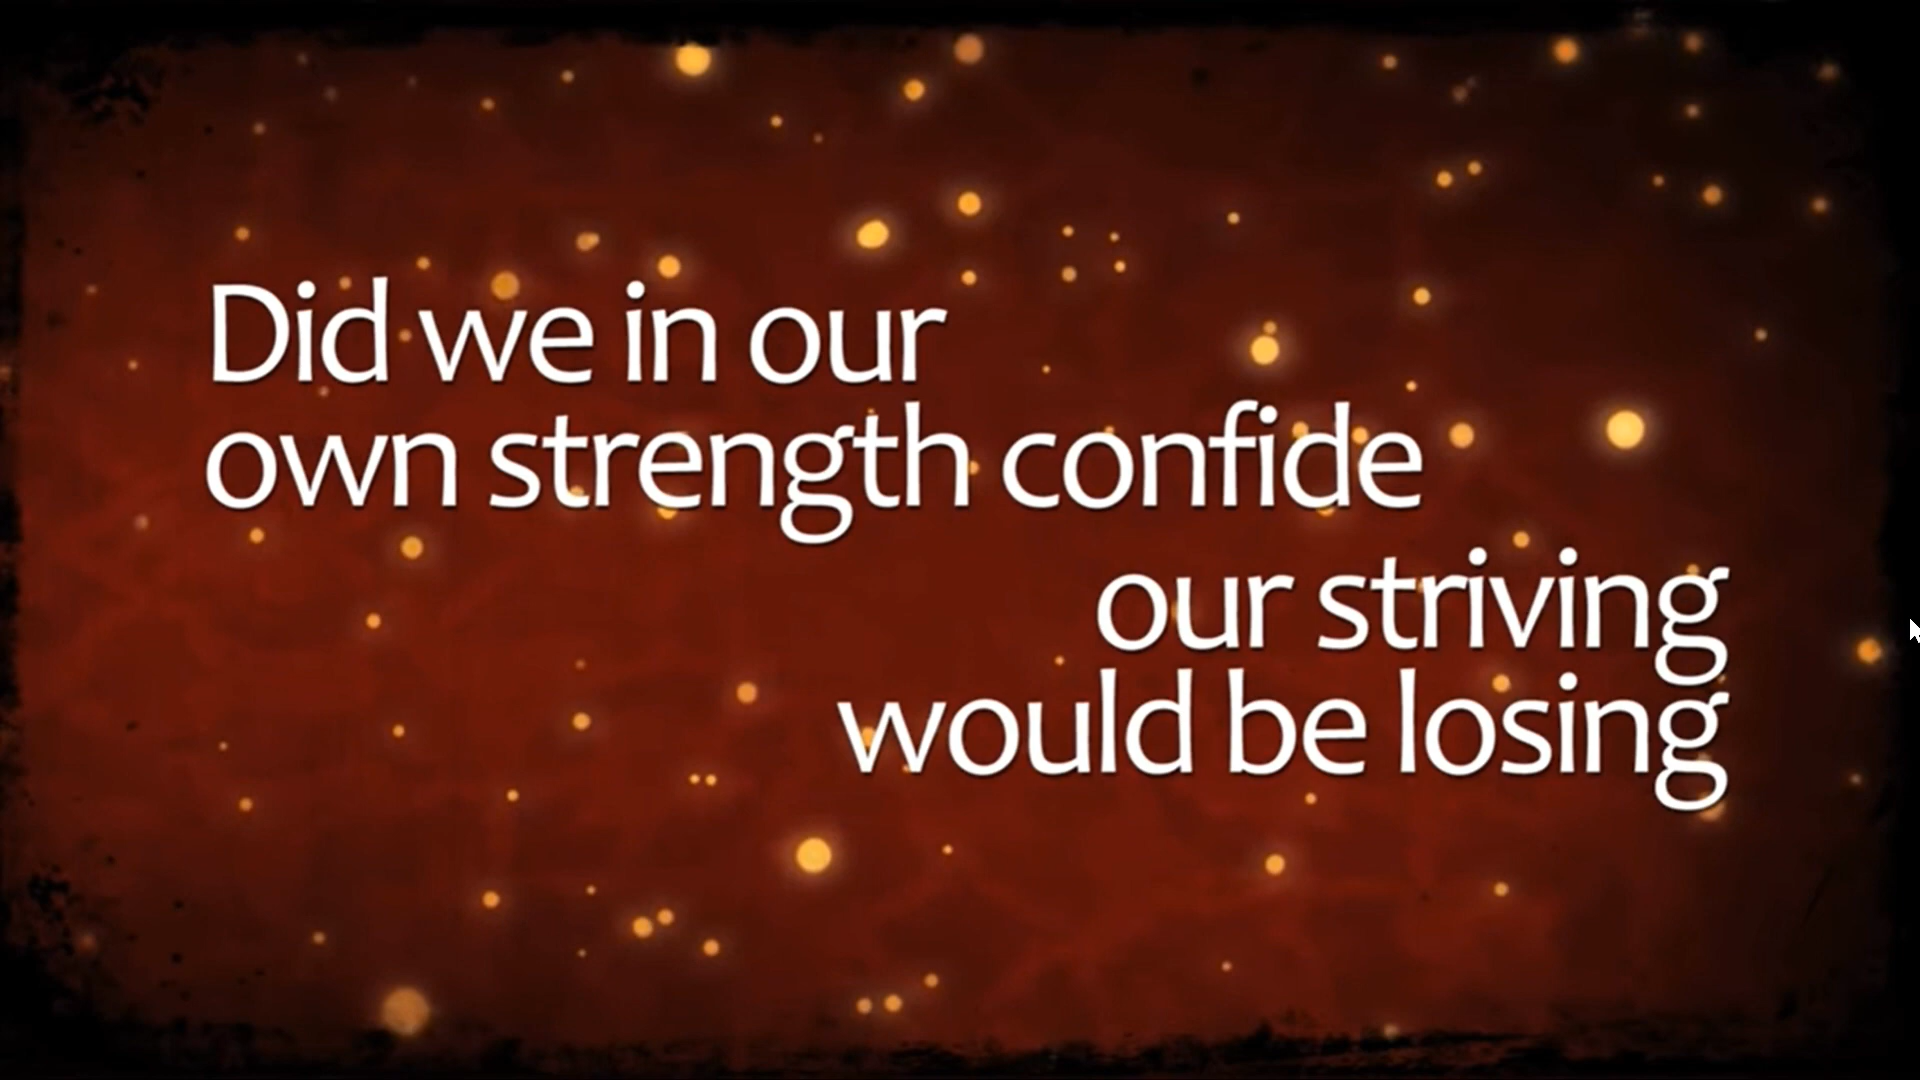 Did we in our
own strength confide
our striving
would be losing